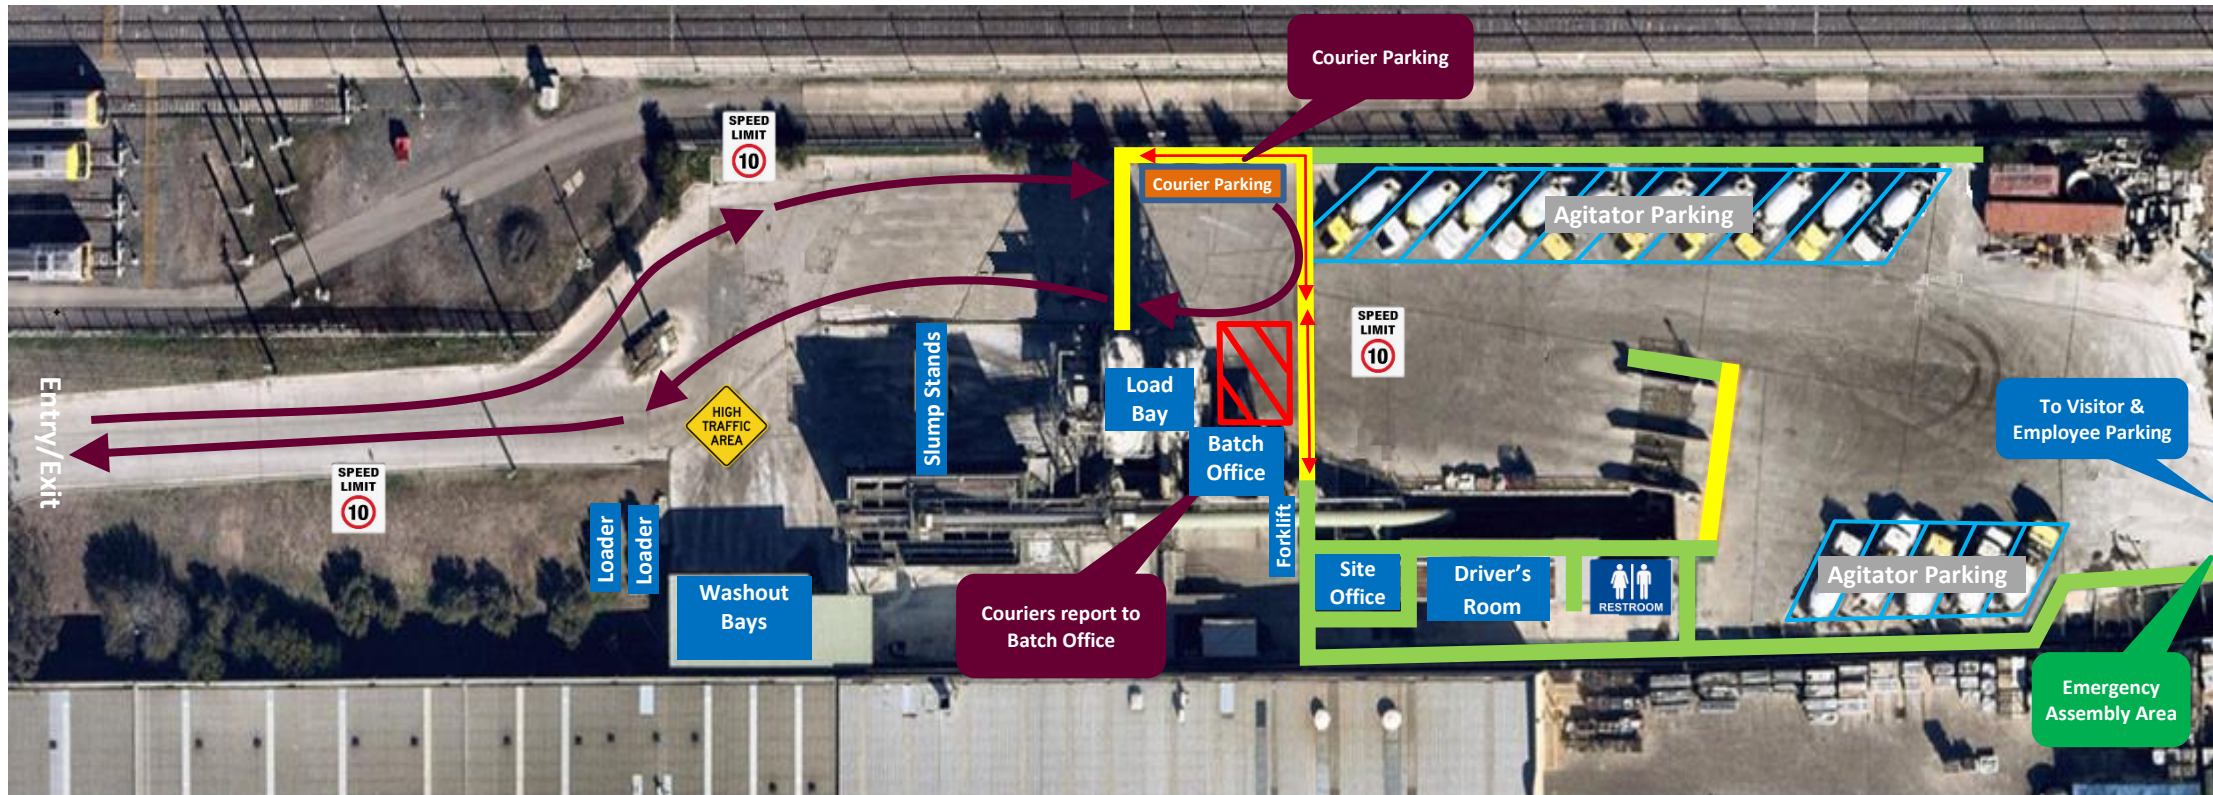 Courier Parking
SPEED
LIMIT
10
Courier Parking
Agitator Parking
SPEED
LIMIT
10
Entry/Exit
HIGH
TRAFFIC
AREA
Slump Stands
Load
Bay
Batch
Office
To Visitor &
Employee Parking
SPEED
LIMIT
10
Loader
Loader
Forklift
Washout
Bays
Couriers report to
Batch Office
Site
Office
Driver's
Room
RESTROOM
Agitator Parking
Emergency
Assembly Area